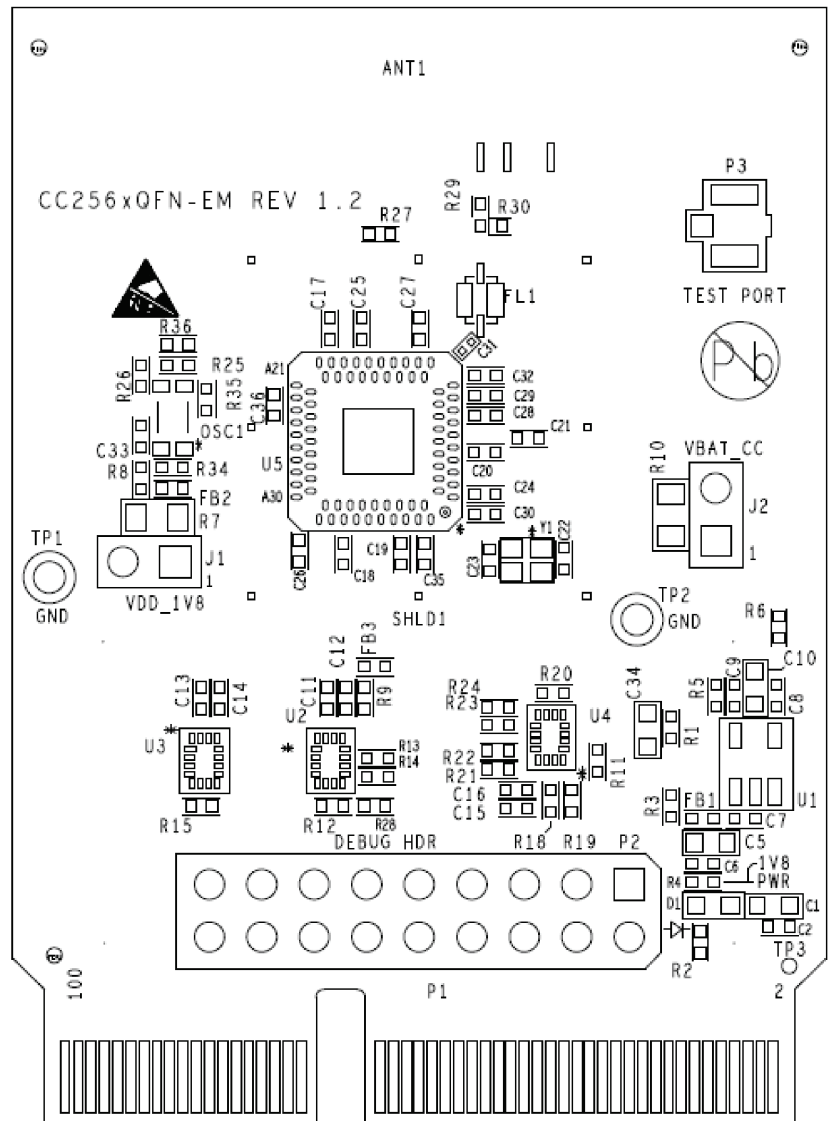 ANT1
P3
R29
R30
CC256xQFN-EM REV 1.2
R27
C17
C25
C27
FL1
TEST PORT
R36
C31
Pb
R26
R25
A21
C32
R35
C36
C29
C28
OSC1
C21
C33
U5
C20
R10
VBAT_CC
R8
R34
A30
C24
FB2
C30
J2
R7
Y1
C22
TP1
J1
C19
C23
1
1
C26
C18
C35
GND
VDD_1V8
TP2
SHLD1
GND
R6
C12
FB3
C9
C10
C13
C14
C11
R9
R20
R24
R23
C34
R5
C8
U3
U2
U4
R1
R13
R14
R22
R21
R11
C16
C15
R3
FB1
U1
C7
R15
R12
R28
DEBUG HDR
R18
R19
P2
C5
C6
1V8
PWR
R4
D1
C1
C2
R2
TP3
100
P1
2